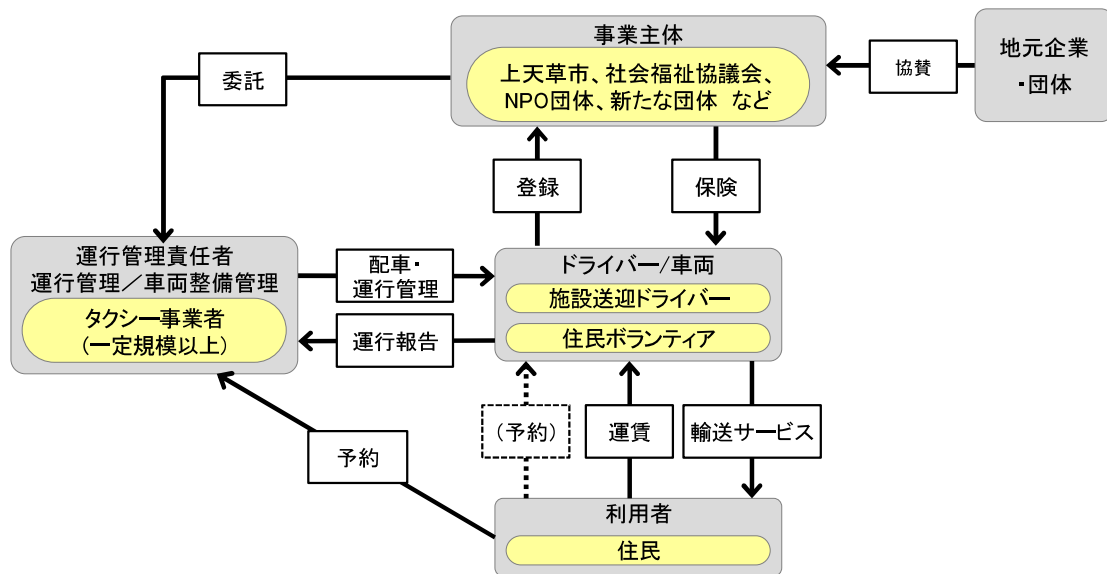 事業主体
上天草市、社会福祉協議会、
NPO団体、新たな団体 など
地元企業
・団体
協賛
委託
登録
保険
運行管理責任者
運行管理／車両整備管理
タクシー事業者
(一定規模以上)
配車・
運行管理
運行報告
ドライバー/車両
施設送迎ドライバー
住民ボランティア
予約
(予約)
運賃
輸送サービス
利用者
住民